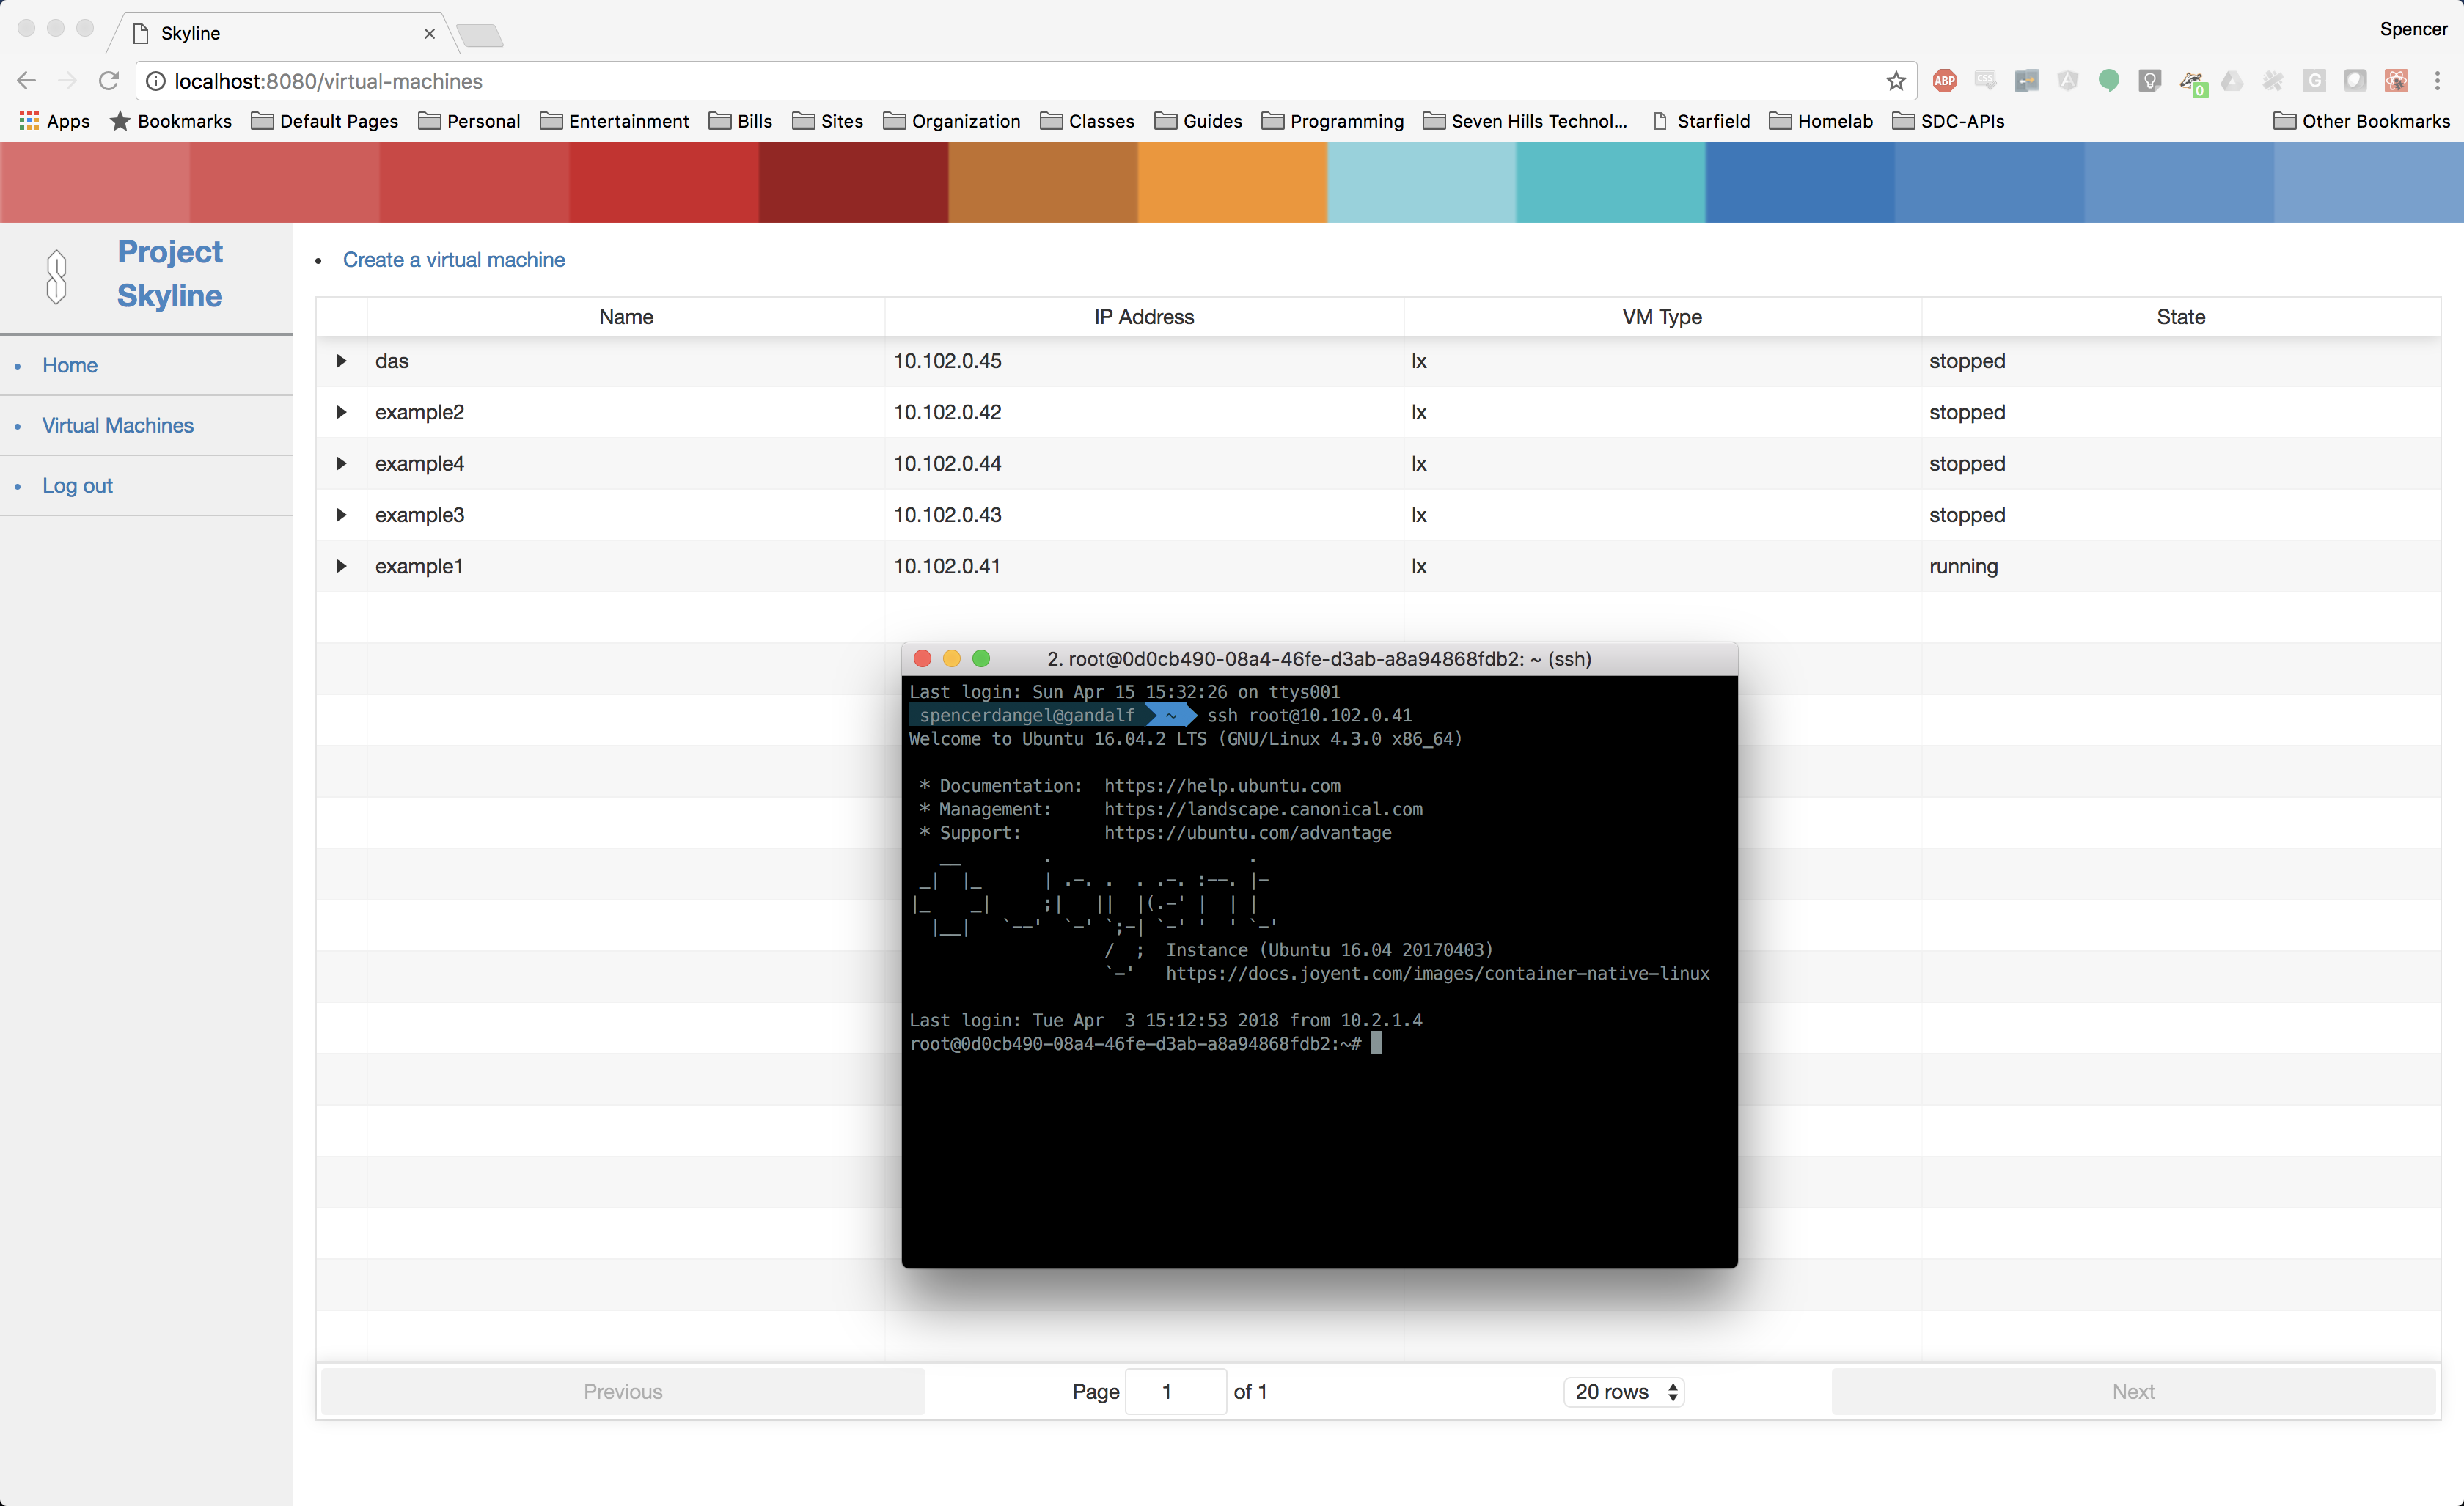 Skyline
Spencer
localhost:8080/virtual-machines
ABP
CSS
0
G
Apps Bookmarks Default Pages Personal Entertainment Bills Sites Organization Classes Guides Programming Seven Hills Technol... Starfield Homelab SDC-APIs Other Bookmarks
Project
Skyline
Home
Virtual Machines
Log out
Create a virtual machine
Name IP Address VM Type State
das 10.102.0.45 lx stopped
example2 10.102.0.42 lx stopped
example4 10.102.0.44 lx stopped
example3 10.102.0.43 lx stopped
example1 10.102.0.41 lx running
2. root@0d0cb490-08a4-46fe-d3ab-a8a94868fdb2: ~ (ssh)
Last login: Sun Apr 15 15:32:26 on ttys001
spencerdangel@gandalf ~ ssh root@10.102.0.41
Welcome to Ubuntu 16.04.2 LTS (GNU/Linux 4.3.0 x86_64)
* Documentation: https://help.ubuntu.com
* Management: https://landscape.canonical.com
* Support: https://ubuntu.com/advantage
Joyent
Instance (Ubuntu 16.04 20170403)
https://docs.joyent.com/images/container-native-linux
Last login: Tue Apr  3 15:12:53 2018 from 10.2.1.4
root@0d0cb490-08a4-46fe-d3ab-a8a94868fdb2:~#
Previous Page 1 of 1 20 rows Next